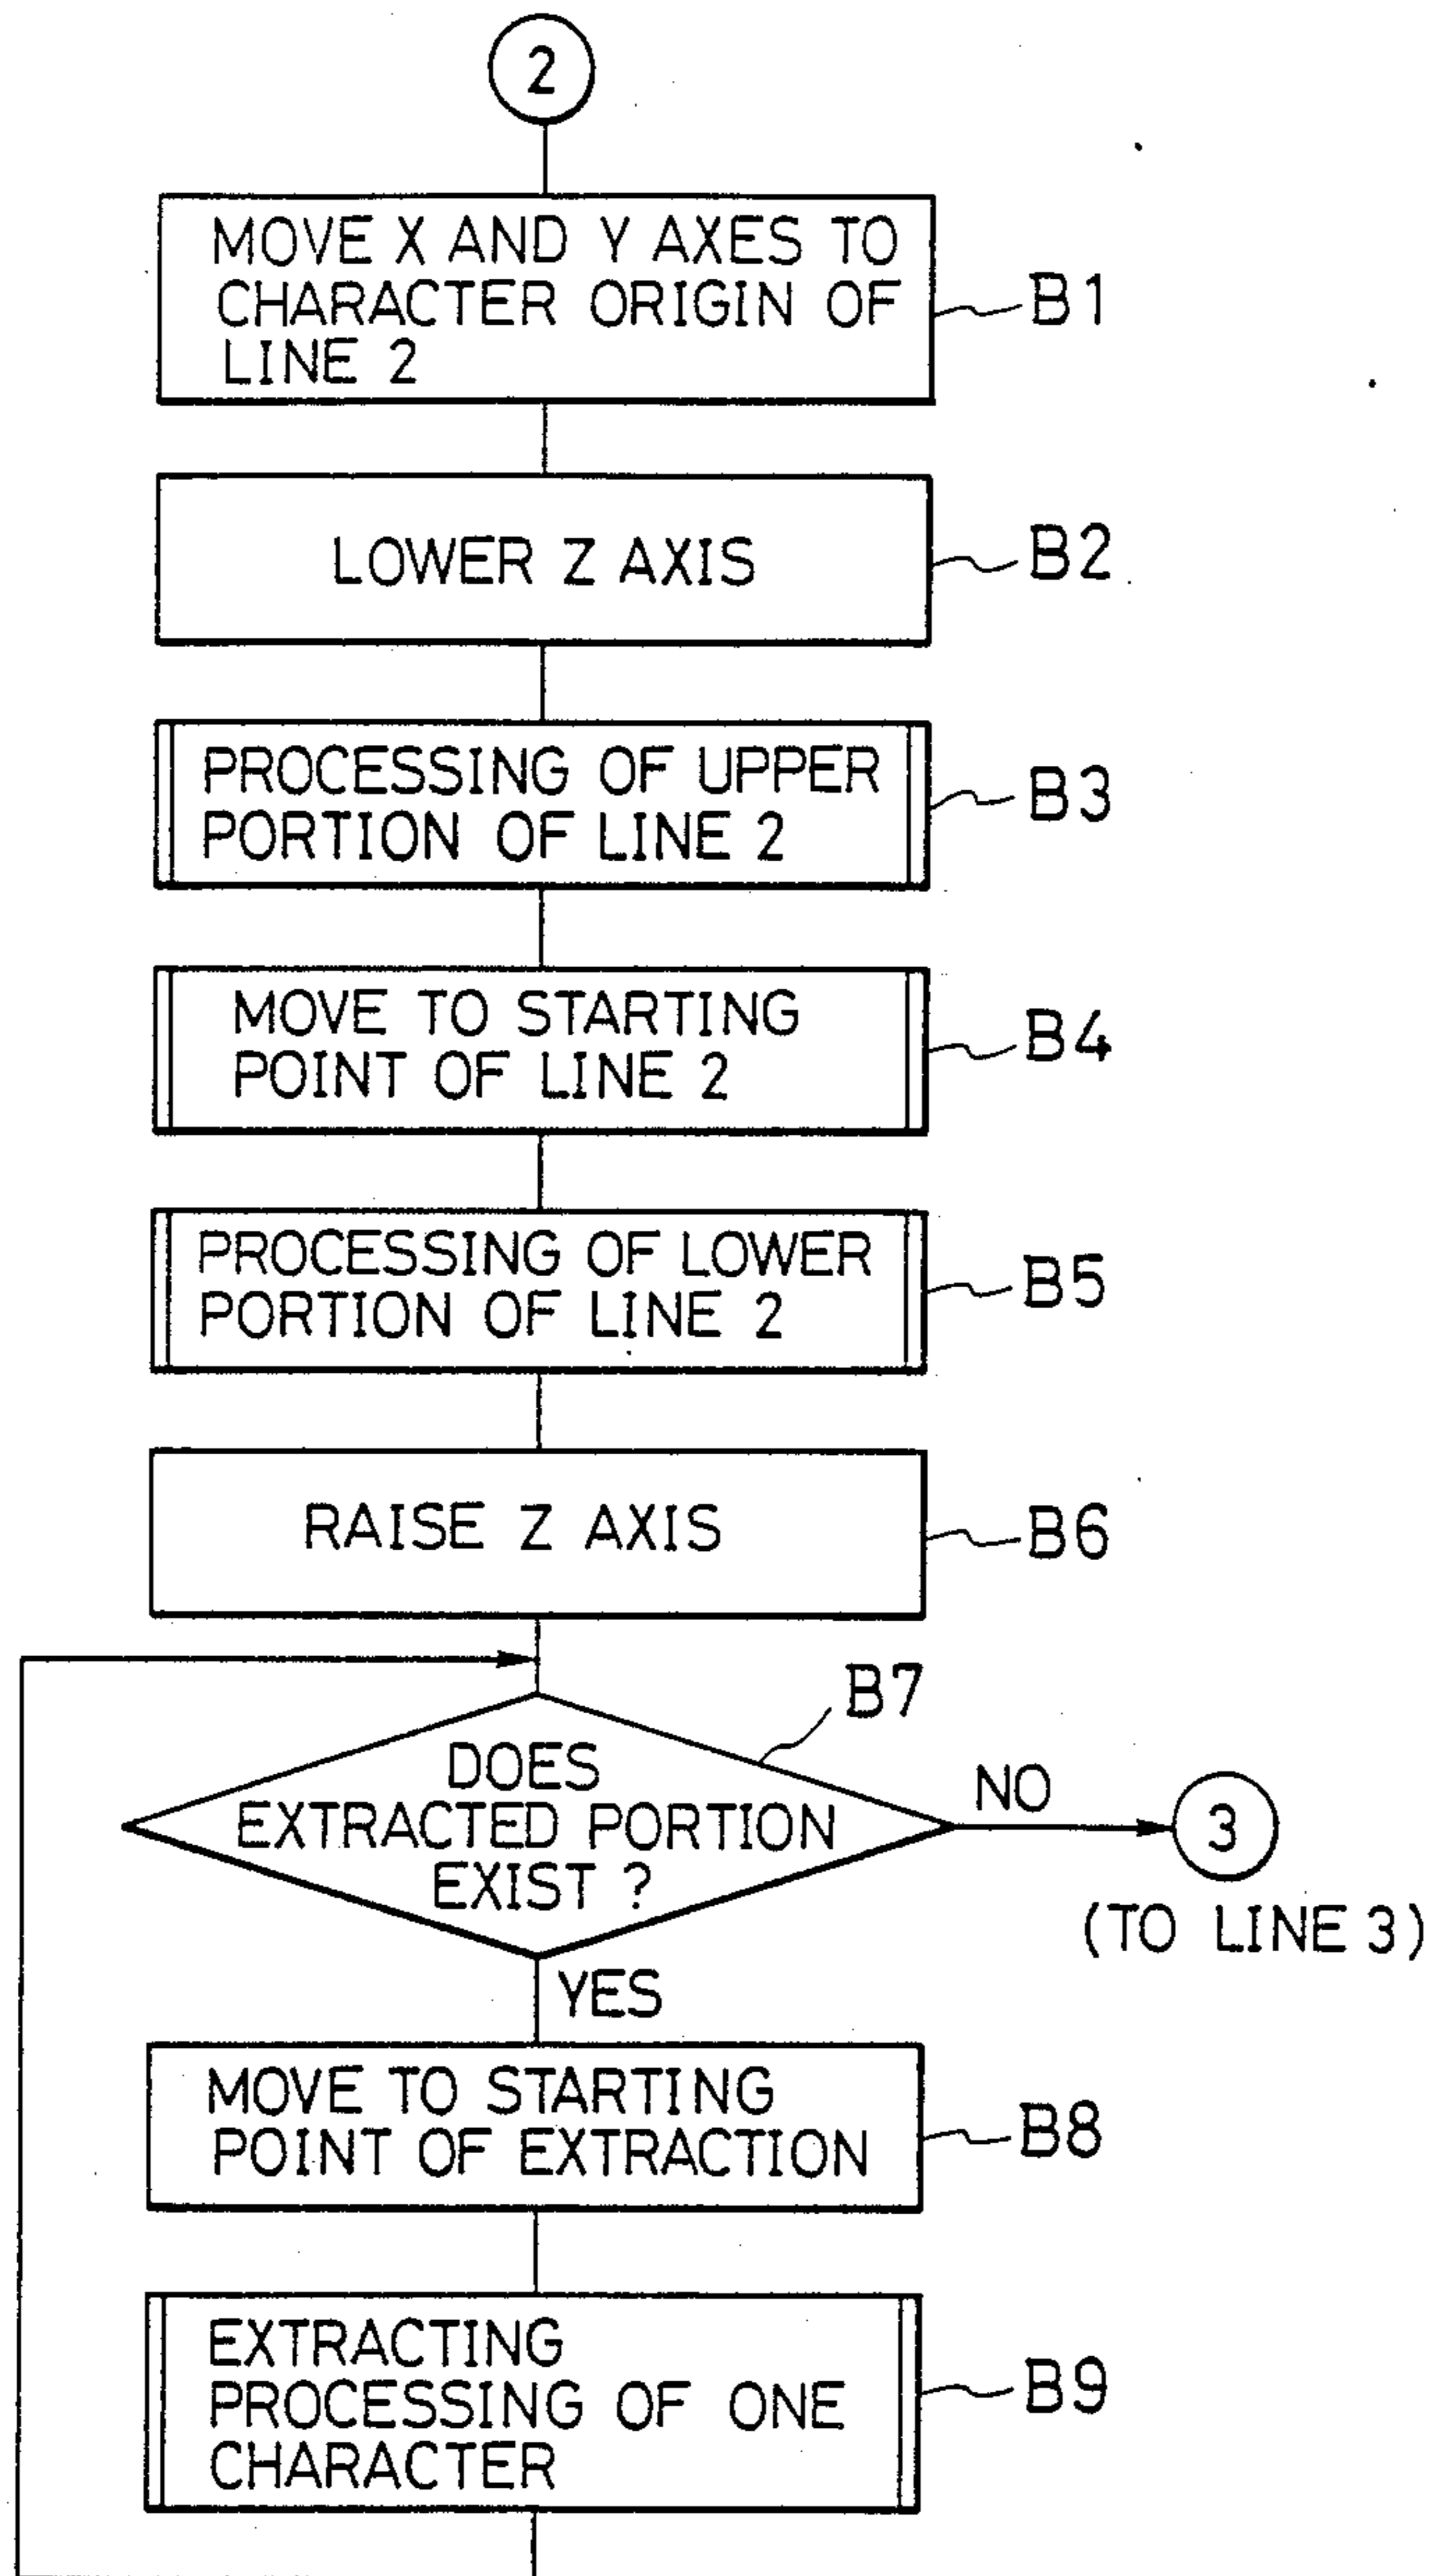 2
MOVE X AND Y AXES TO
CHARACTER ORIGIN OF
LINE 2
B1
LOWER Z AXIS
B2
PROCESSING OF UPPER
PORTION OF LINE 2
B3
MOVE TO STARTING
POINT OF LINE 2
B4
PROCESSING OF LOWER
PORTION OF LINE 2
B5
RAISE Z AXIS
B6
B7
DOES
EXTRACTED PORTION
EXIST ?
NO
3
(TO LINE 3)
YES
MOVE TO STARTING
POINT OF EXTRACTION
B8
EXTRACTING
PROCESSING OF ONE
CHARACTER
B9